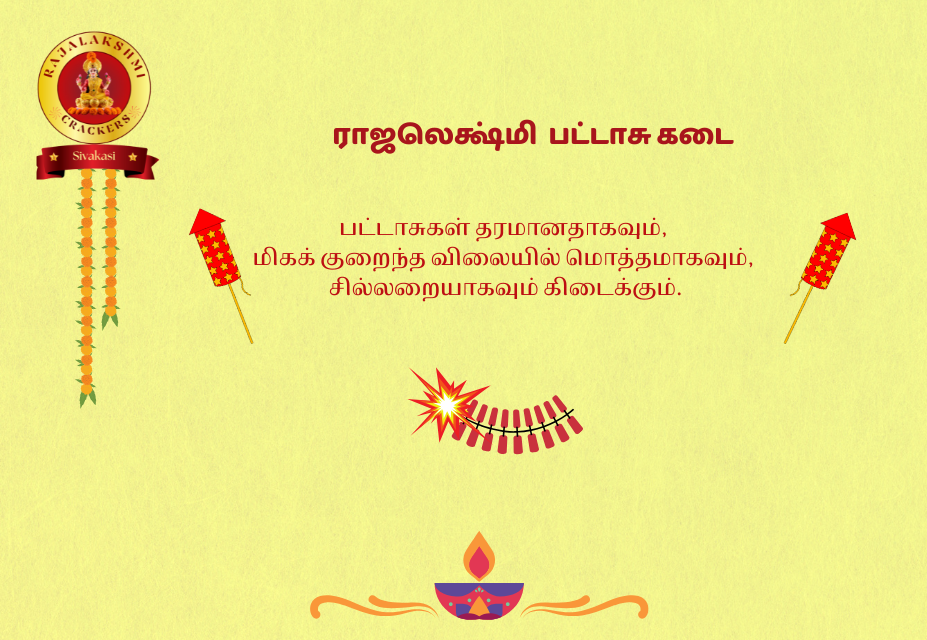 RAJALAKSHMI
CRACKERS
Sivakasi
ராஜலெக்ஷ்மி பட்டாசு கடை
பட்டாசுகள் தரமானதாகவும்,
மிகக் குறைந்த விலையில் மொத்தமாகவும்,
சில்லறையாகவும் கிடைக்கும்.